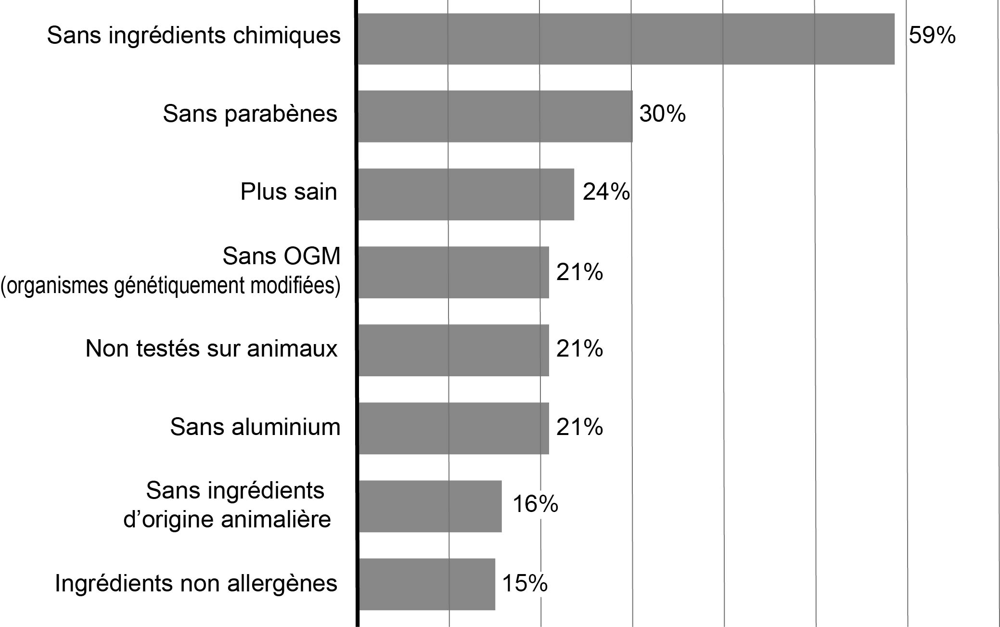 Sans ingrédients chimiques 59%
Sans parabènes 30%
Plus sain 24%
Sans OGM
(organismes génétiquement modifiées) 21%
Non testés sur animaux 21%
Sans aluminium 21%
Sans ingrédients
d’origine animalière 16%
Ingrédients non allergènes 15%